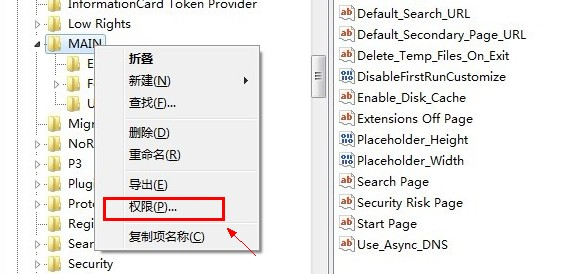 InformationCard Token Provider
Low Rights
MAIN
E
F
U
Migr
NoR
P3
Plugi
Prote
Regi
Sear
Security
折叠
新建(N)
查找(F)...
删除(D)
重命名(R)
导出(E)
权限(P)...
复制项名称(C)
Default_Search_URL
Default_Secondary_Page_URL
Delete_Temp_Files_On_Exit
DisableFirstRunCustomize
Enable_Disk_Cache
Extensions Off Page
Placeholder_Height
Placeholder_Width
Search Page
Security Risk Page
Start Page
Use_Async_DNS